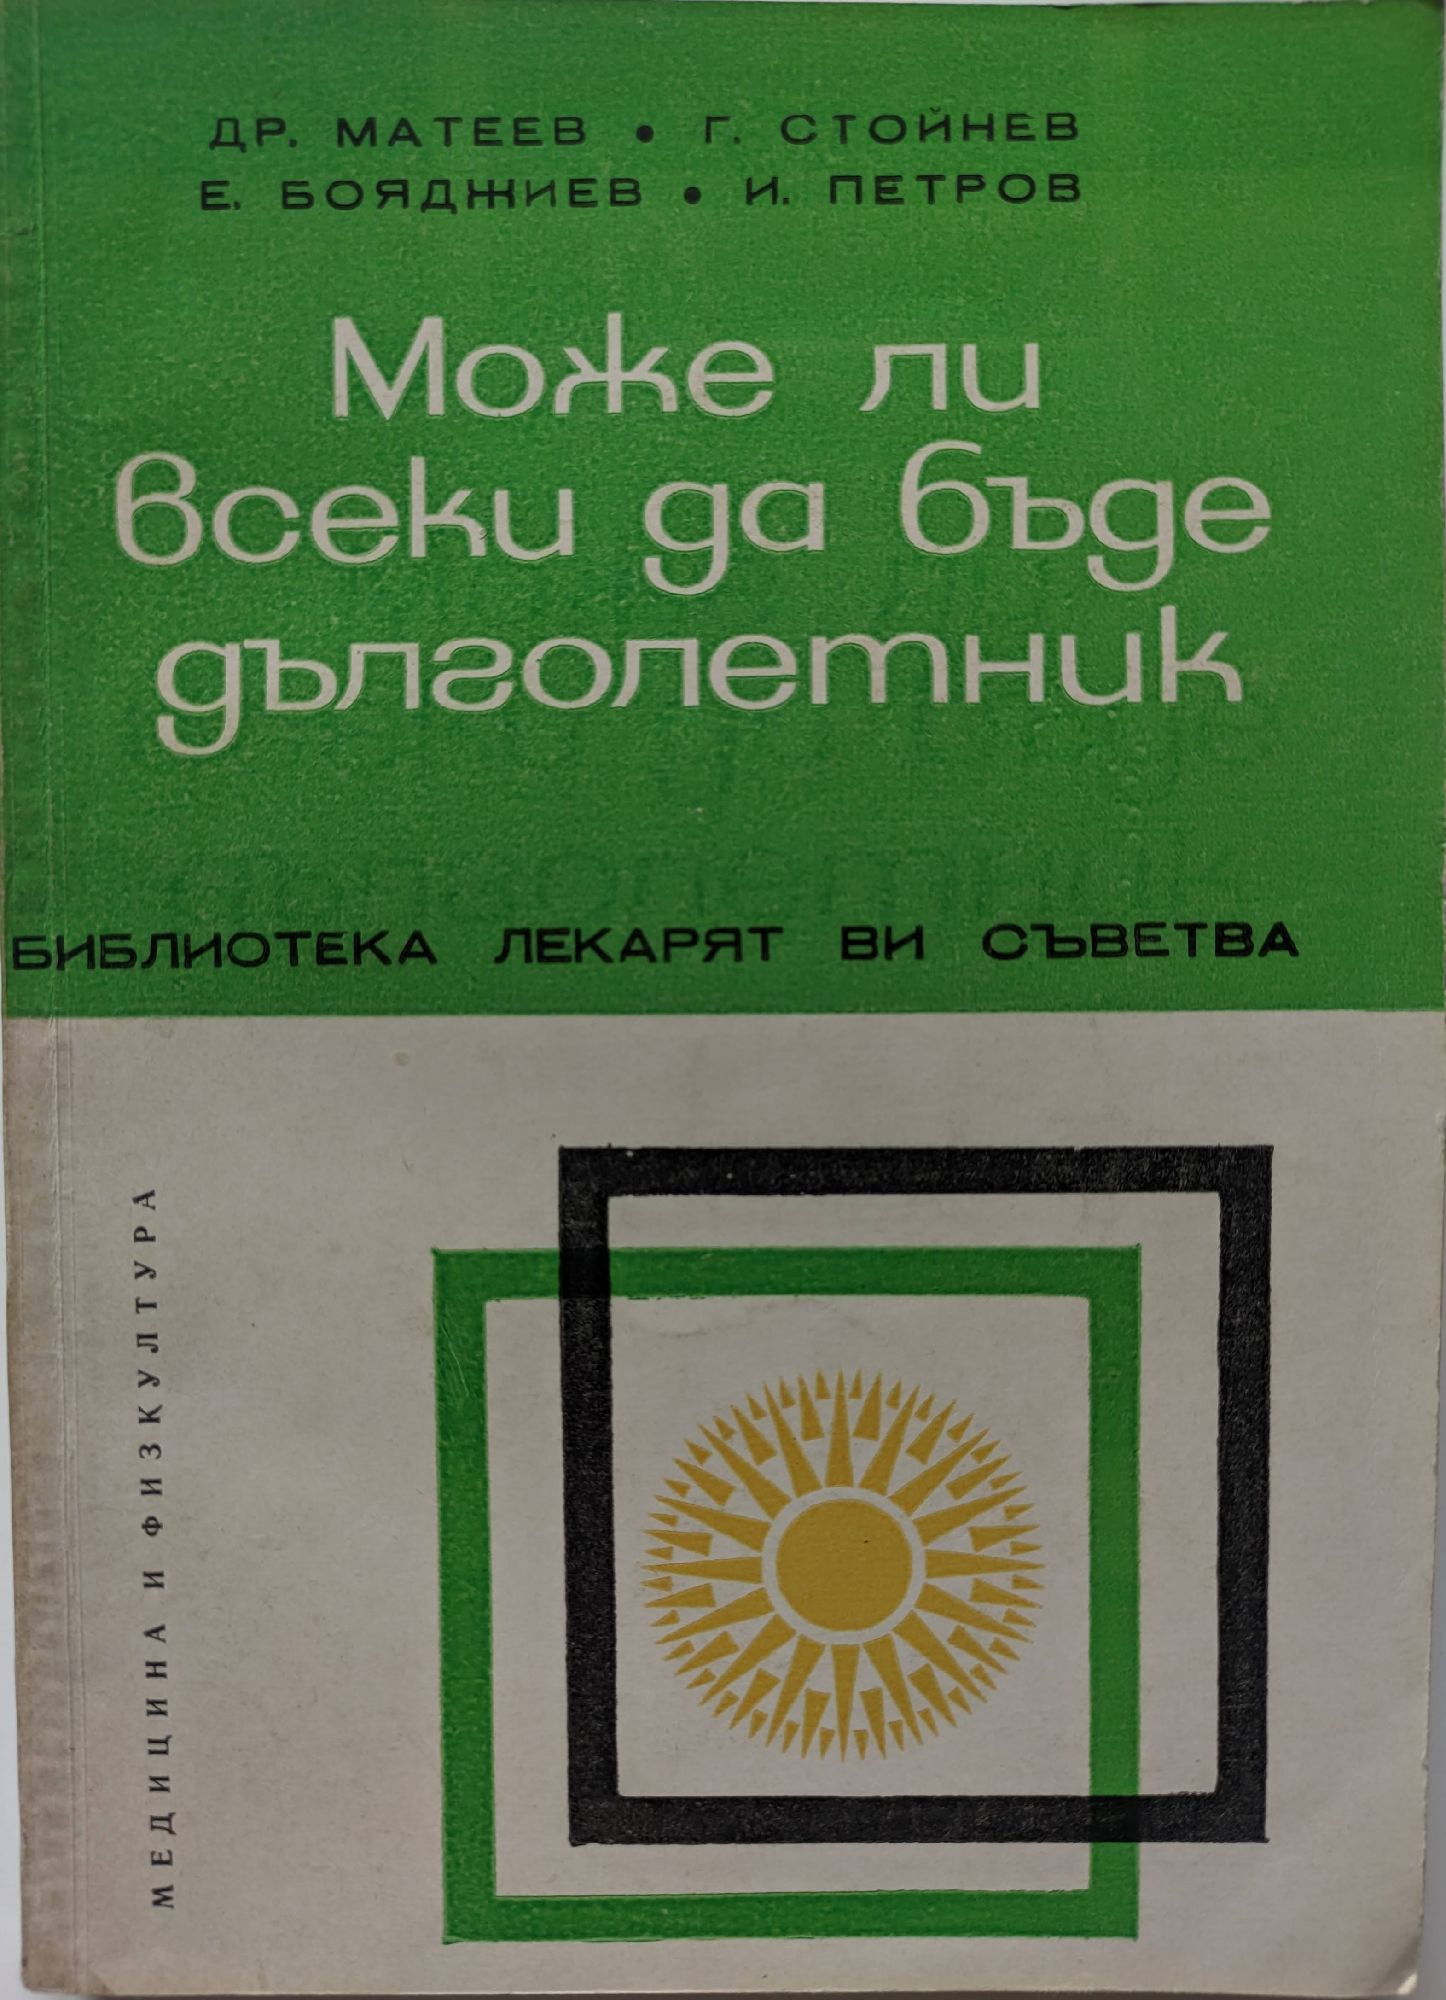 ДР. МАТЕЕВ • Г. СТОЙНЕВ
Е. БОЯДЖИЕВ • И. ПЕТРОВ
Може ли
всеки да бъде
дълголетник
БИБЛИОТЕКА ЛЕКАРЯТ ВИ СЪВЕТВА
МЕДИЦИНА И ФИЗКУЛТУРА